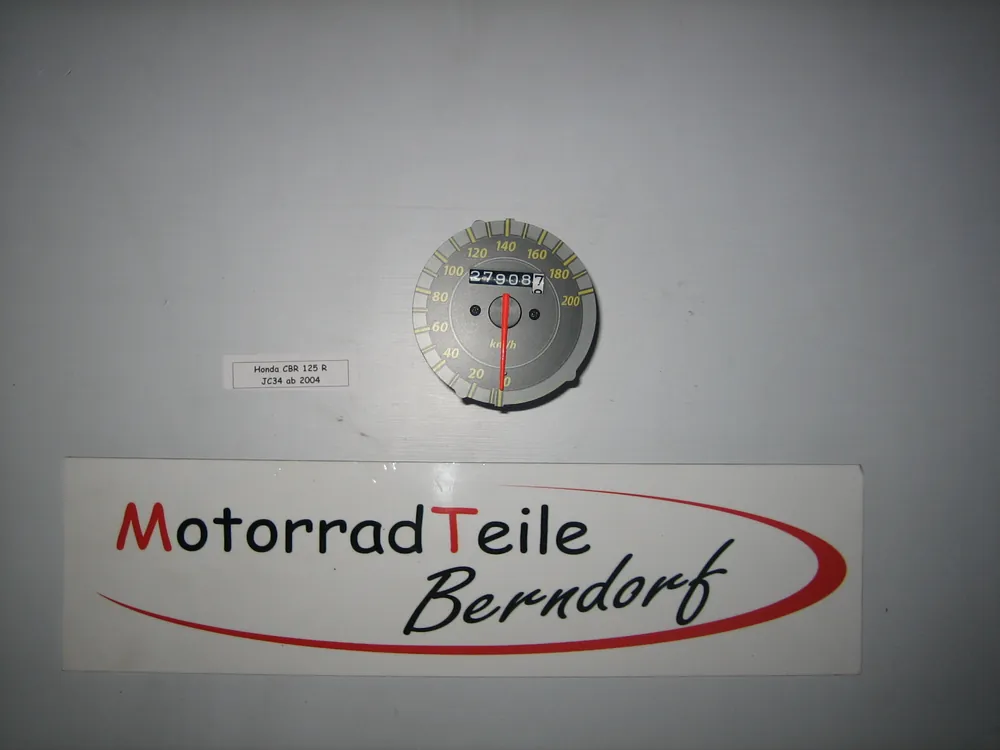 140
120 160
100 180
279087
80 200
60
km/h
40
20 0
Honda CBR 125 R
JC34 ab 2004
MotorradTeile
Berndorf